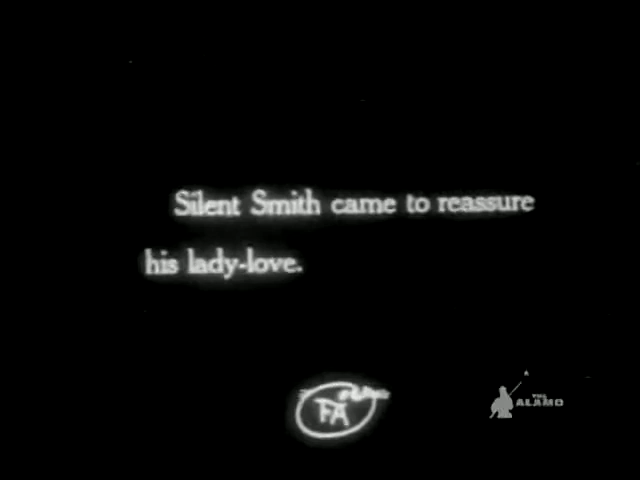 Silent Smith came to reassure
his lady-love.
FA
THE
ALAMO